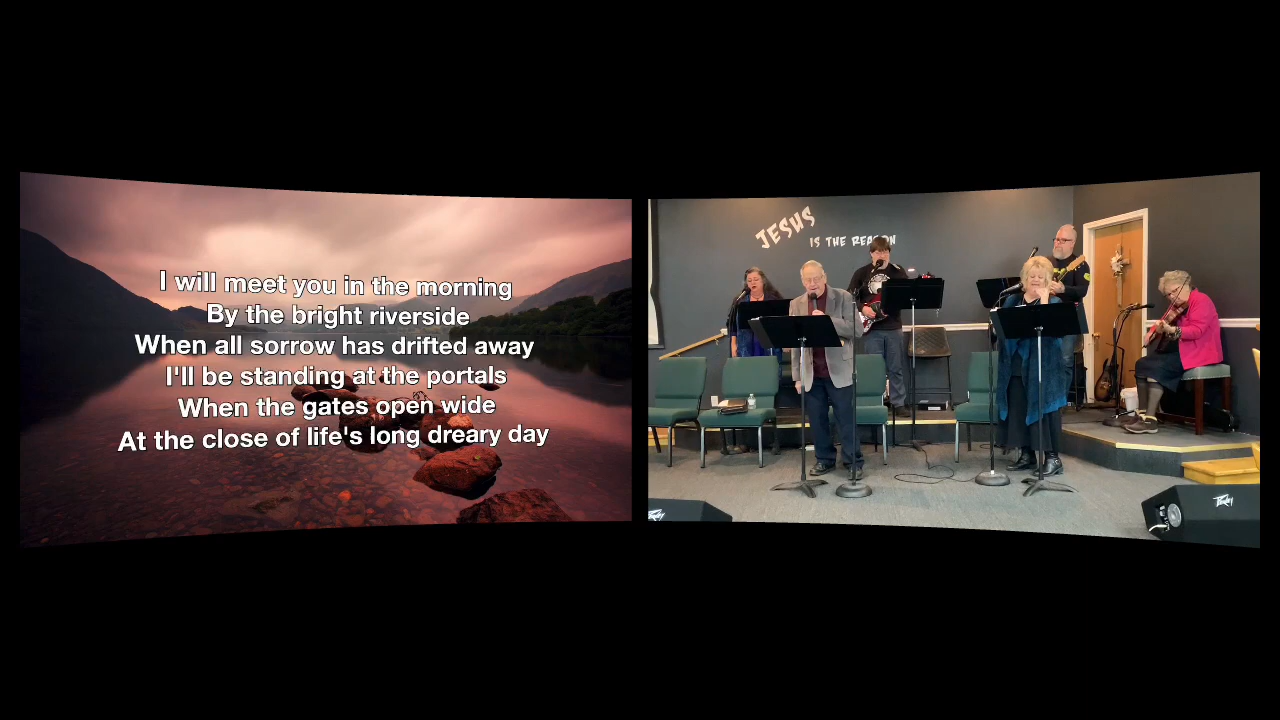 I will meet you in the morning
By the bright riverside
When all sorrow has drifted away
I'll be standing at the portals
When the gates open wide
At the close of life's long dreary day
JESUS
IS THE REASON
Peavey
Peavey